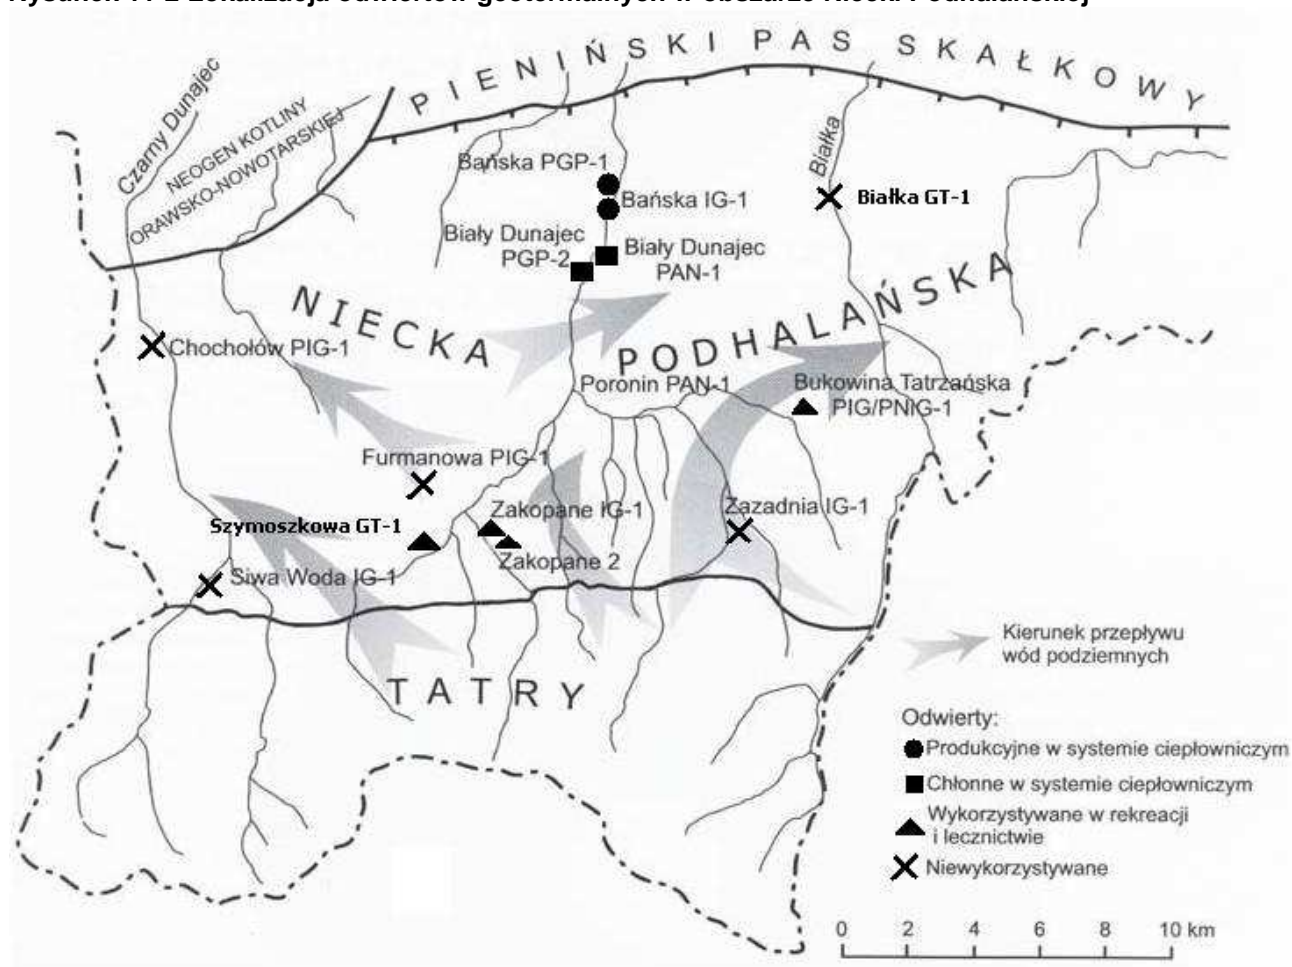 PIENIŃSKI PAS SKAŁKOWY
Czarny Dunajec
NEOGEN KOTLINY
ORAWSKO-NOWOTARSKIEJ
Białka
Bańska PGP-1
Bańska IG-1
Białka GT-1
Biały Dunajec
PGP-2
Biały Dunajec
PAN-1
NIECKA
PODHALAŃSKA
Chochołów PIG-1
Poronin PAN-1
Bukowina Tatrzańska
PIG/PNIG-1
Furmanowa PIG-1
Szymoszkowa GT-1
Zakopane IG-1
Zazadnia IG-1
Zakopane 2
Siwa Woda IG-1
TATRY
Kierunek przepływu
wód podziemnych
Odwierty:
Produkcyjne w systemie ciepłowniczym
Chłonne w systemie ciepłowniczym
Wykorzystywane w rekreacji
i lecznictwie
Niewykorzystywane
0 2 4 6 8 10 km